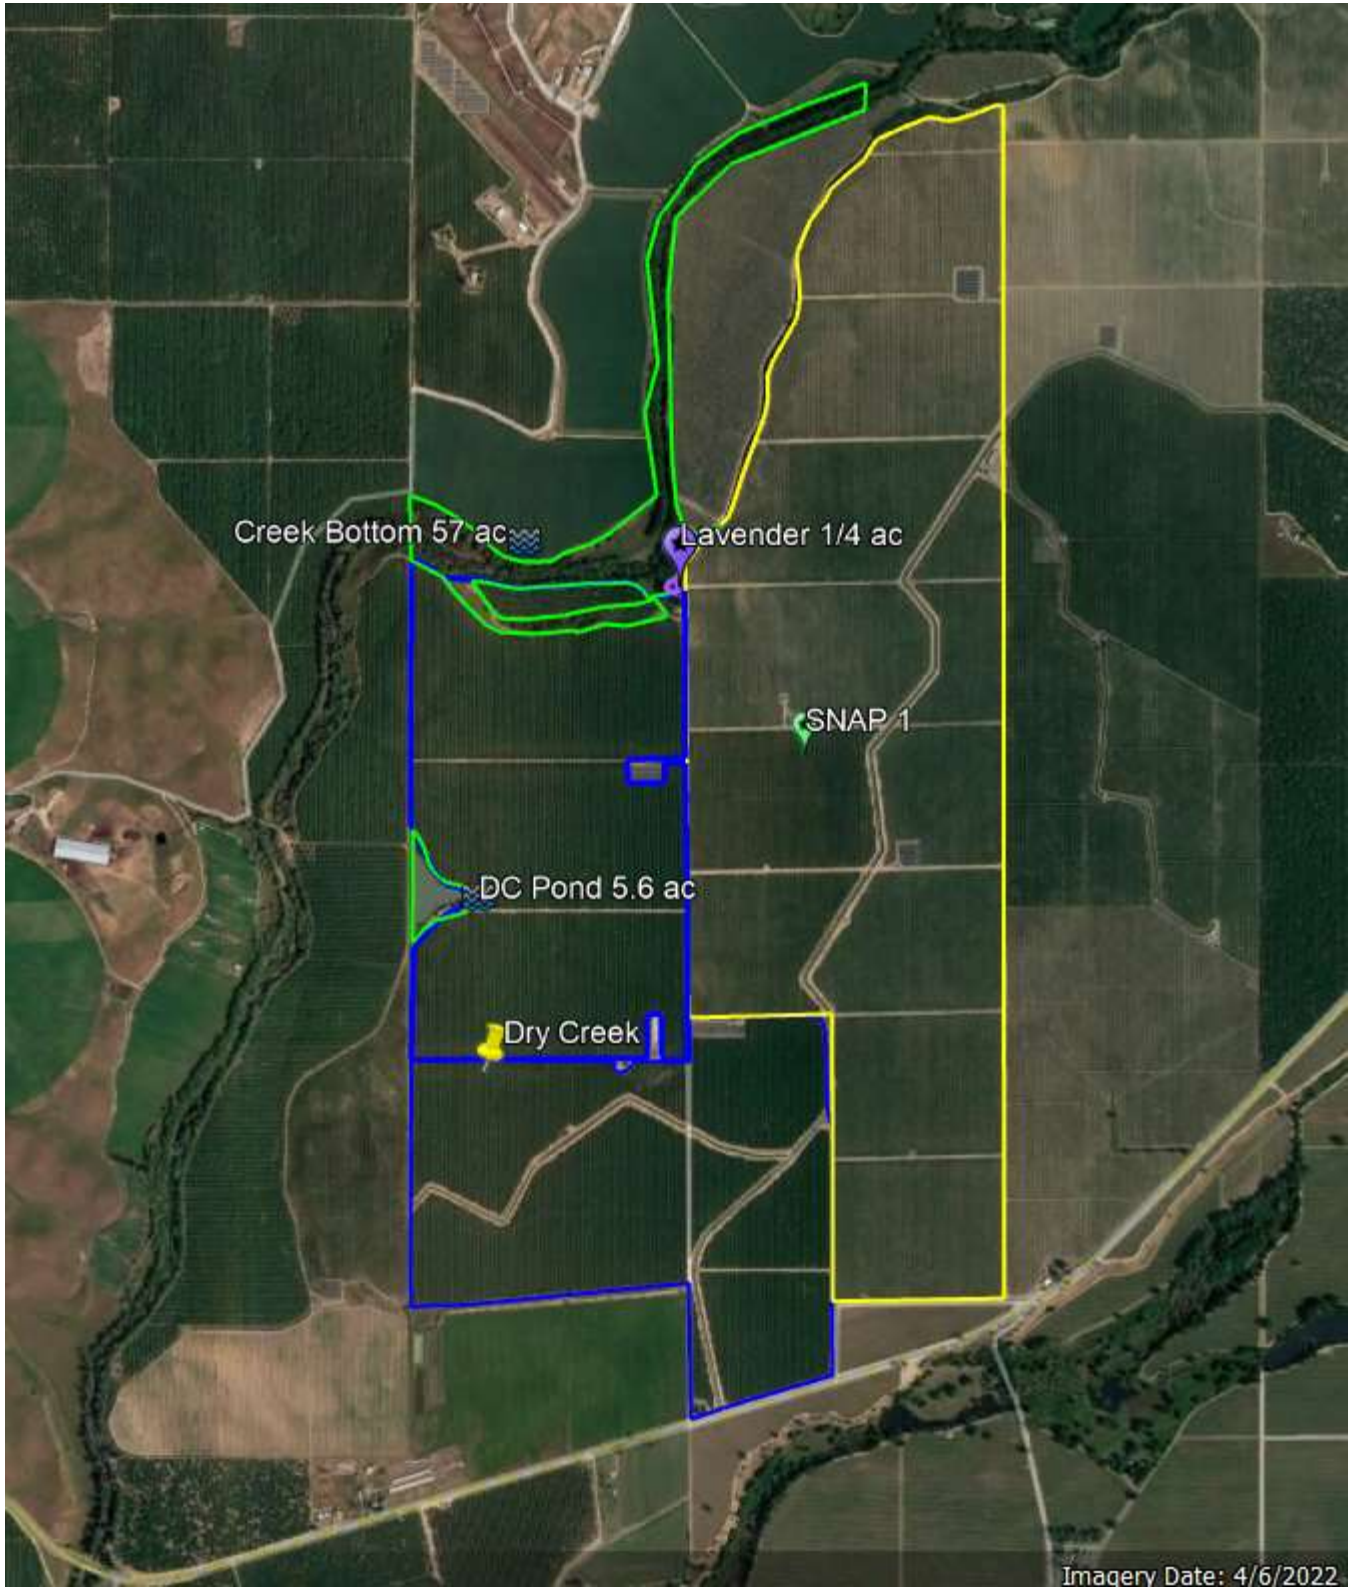 Creek Bottom 57 ac
Lavender 1/4 ac
SNAP 1
DC Pond 5.6 ac
Dry Creek
Imagery Date: 4/6/2022